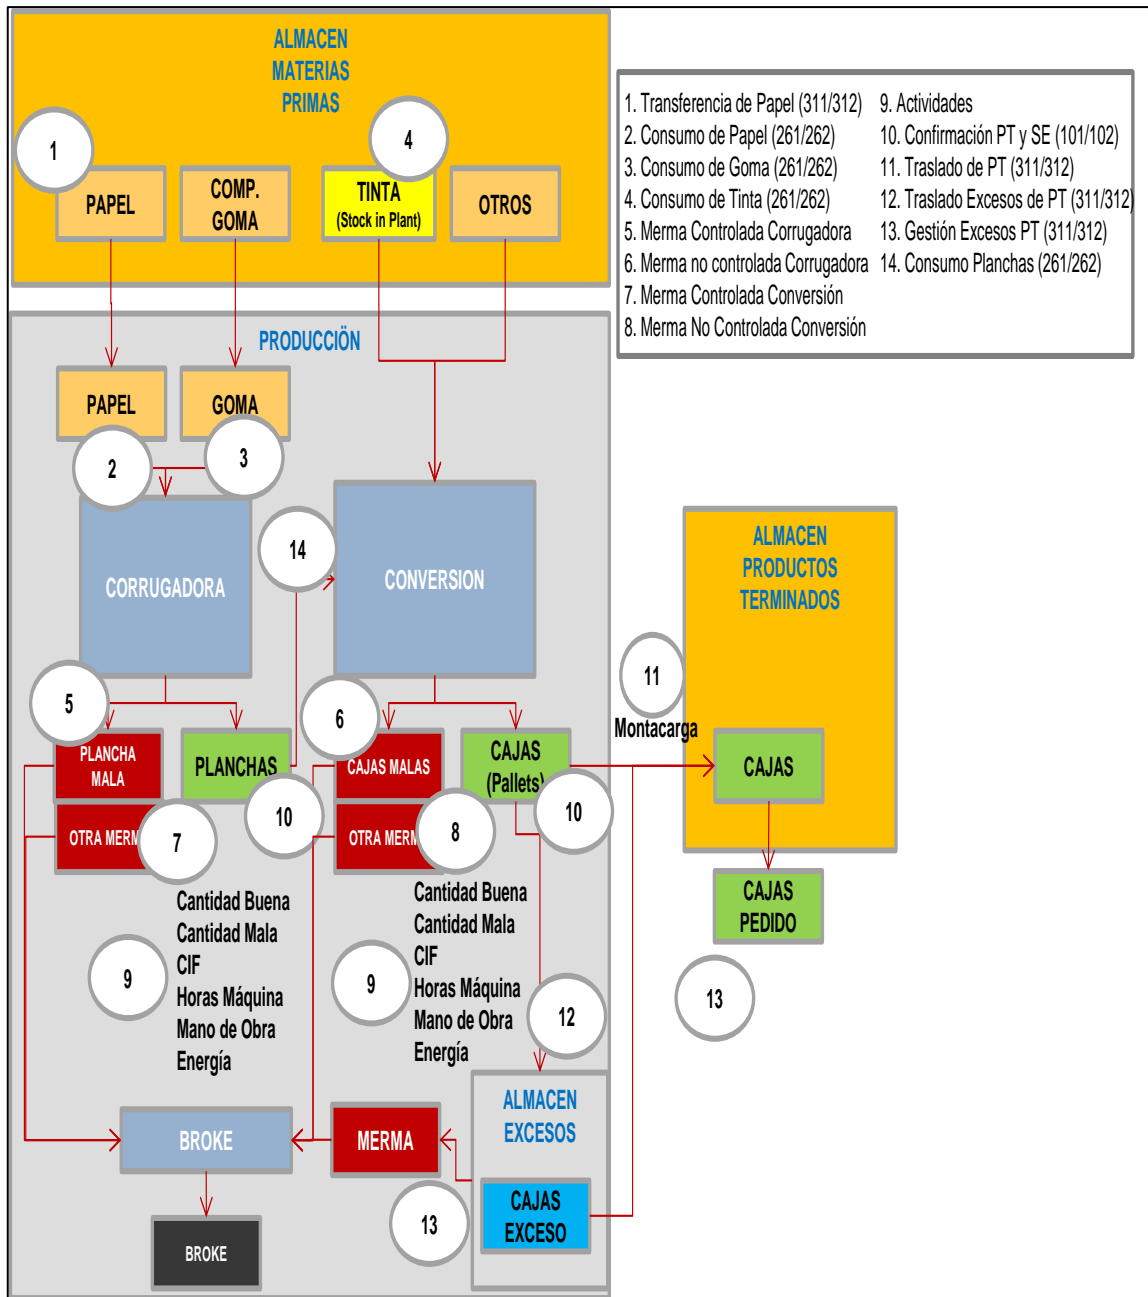 ALMACEN
MATERIAS
PRIMAS
1
4
PAPEL
COMP.
GOMA
TINTA
(Stock in Plant)
OTROS
1. Transferencia de Papel (311/312)
2. Consumo de Papel (261/262)
3. Consumo de Goma (261/262)
4. Consumo de Tinta (261/262)
5. Merma Controlada Corrugadora
6. Merma no controlada Corrugadora
7. Merma Controlada Conversión
8. Merma No Controlada Conversión
9. Actividades
10. Confirmación PT y SE (101/102)
11. Traslado de PT (311/312)
12. Traslado Excesos de PT (311/312)
13. Gestión Excesos PT (311/312)
14. Consumo Planchas (261/262)
PRODUCCIÖN
PAPEL
GOMA
2
3
CORRUGADORA
14
CONVERSION
ALMACEN
PRODUCTOS
TERMINADOS
5
6
11
Montacarga
PLANCHA
MALA
PLANCHAS
CAJAS MALAS
CAJAS
(Pallets)
CAJAS
10
10
OTRA MERM
7
OTRA MERM
8
CAJAS
PEDIDO
13
Cantidad Buena
Cantidad Mala
CIF
Horas Máquina
Mano de Obra
Energía
9
Cantidad Buena
Cantidad Mala
CIF
Horas Máquina
Mano de Obra
Energía
9
12
ALMACEN
EXCESOS
BROKE
MERMA
CAJAS
EXCESO
13
BROKE